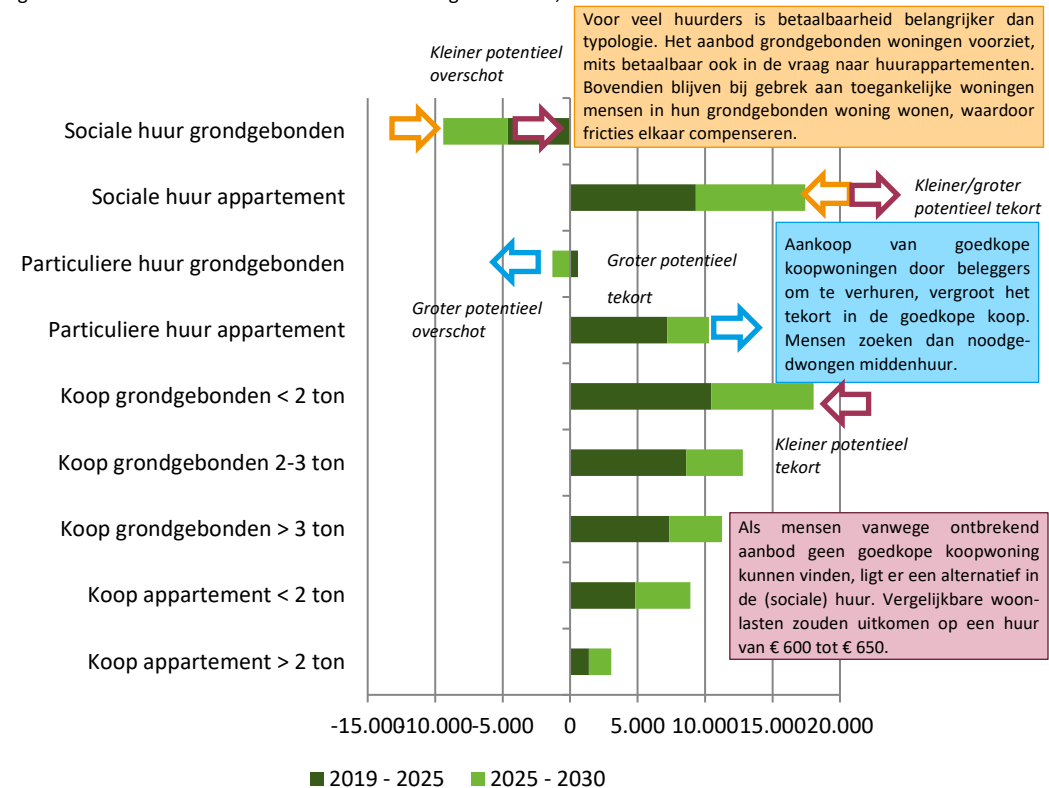 Kleiner potentieel
overschot
Voor veel huurders is betaalbaarheid belangrijker dan
typologie. Het aanbod grondgebonden woningen voorziet,
mits betaalbaar ook in de vraag naar huurappartementen.
Bovendien blijven bij gebrek aan toegankelijke woningen
mensen in hun grondgebonden woning wonen, waardoor
fricties elkaar compenseren.
Sociale huur grondgebonden
Sociale huur appartement
Kleiner/groter
potentieel tekort
Particuliere huur grondgebonden
Groter potentieel
tekort
Groter potentieel
overschot
Aankoop van goedkope
koopwoningen door beleggers
om te verhuren, vergroot het
tekort in de goedkope koop.
Mensen zoeken dan noodge-
dwongen middenhuur.
Particuliere huur appartement
Koop grondgebonden < 2 ton
Kleiner potentieel
tekort
Koop grondgebonden 2-3 ton
Koop grondgebonden > 3 ton
Als mensen vanwege ontbrekend
aanbod geen goedkope koopwoning
kunnen vinden, ligt er een alternatief in
de (sociale) huur. Vergelijkbare woon-
lasten zouden uitkomen op een huur
van € 600 tot € 650.
Koop appartement < 2 ton
Koop appartement > 2 ton
-15.000 -10.000 -5.000 0 5.000 10.000 15.000 20.000
2019 - 2025 2025 - 2030